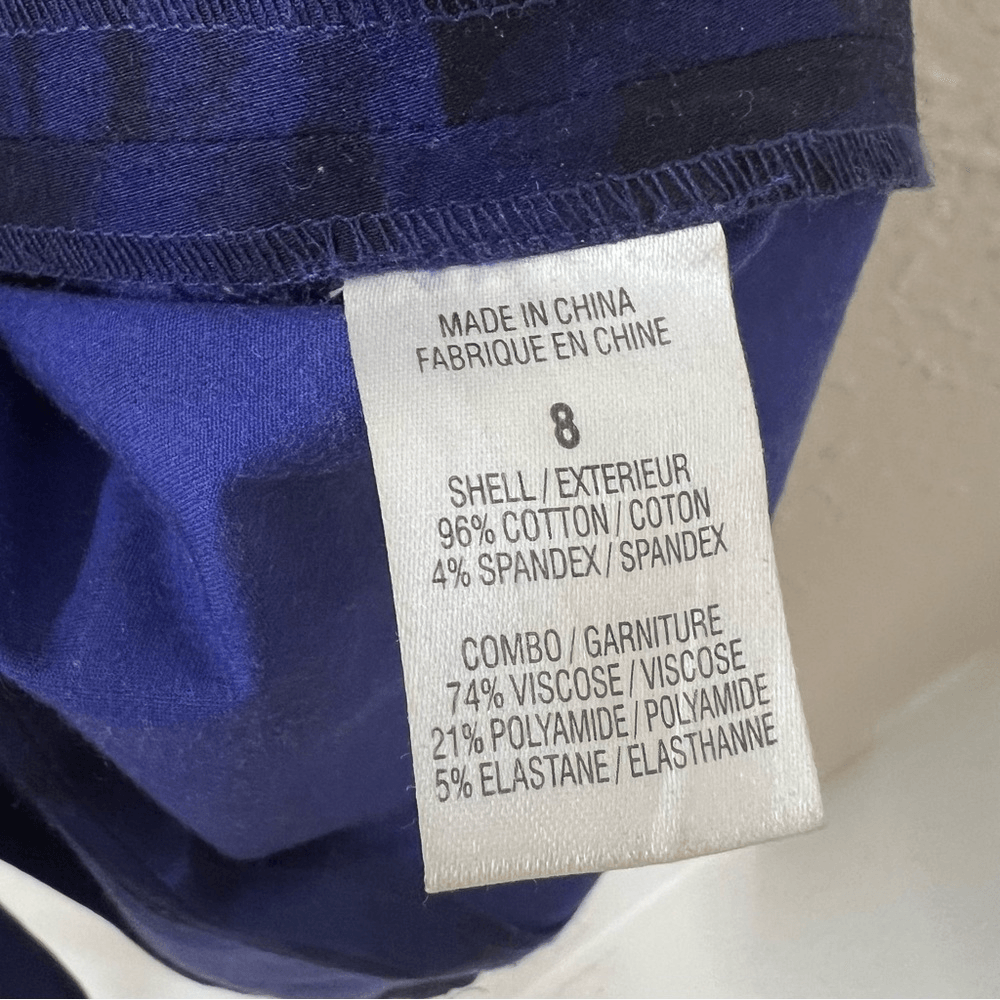 MADE IN CHINA
FABRIQUE EN CHINE
8
SHELL / EXTERIEUR
96% COTTON / COTON
4% SPANDEX / SPANDEX
COMBO / GARNITURE
74% VISCOSE / VISCOSE
21% POLYAMIDE / POLYAMIDE
5% ELASTANE / ELASTHANNE